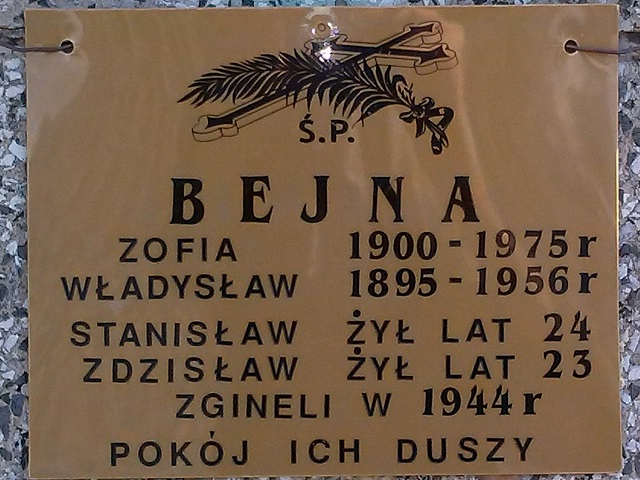 Ś.P.
BEJNA
ZOFIA 1900 - 1975 r
WŁADYSŁAW 1895 - 1956 r
STANISŁAW ŻYŁ LAT 24
ZDZISŁAW ŻYŁ LAT 23
ZGINELI W 1944 r
POKÓJ ICH DUSZY